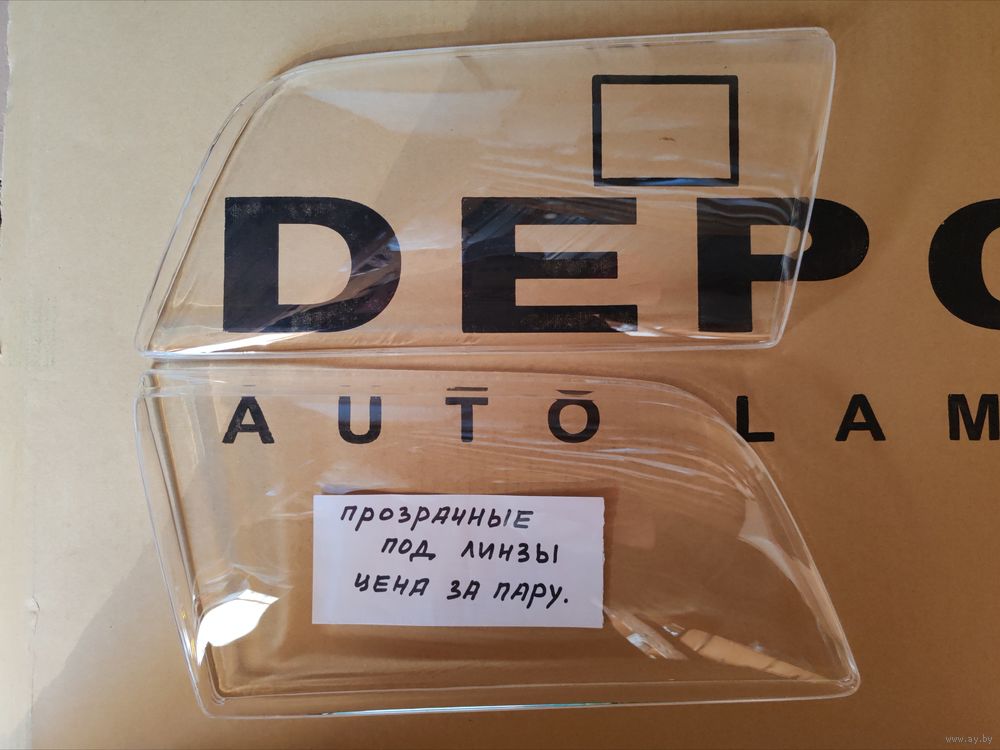 DEPO
AUTO LAM
ПРОЗРАЧНЫЕ
ПОД ЛИНЗЫ
ЦЕНА ЗА ПАРУ.
www.ay.by